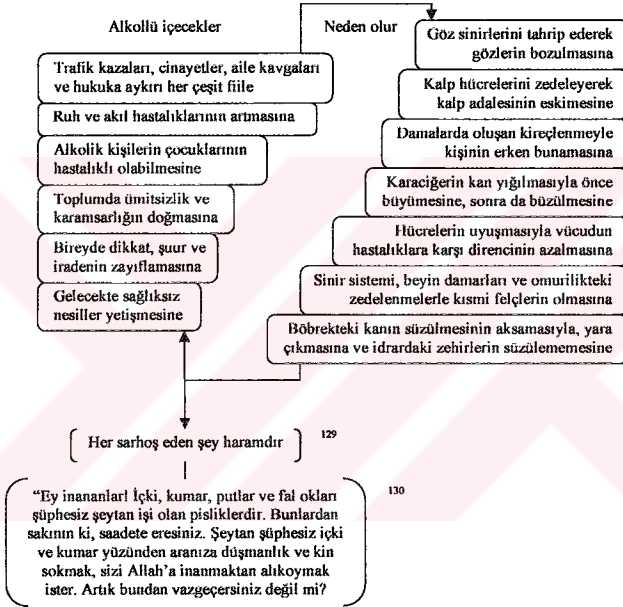 Alkollü içecekler
Neden olur
Trafik kazaları, cinayetler, aile kavgaları
ve hukuka aykırı her çeşit fiile
Ruh ve akıl hastalıklarının artmasına
Alkolik kişilerin çocuklarının
hastalıklı olabilmesine
Toplumda ümitsizlik ve
karamsarlığın doğmasına
Bireyde dikkat, şuur ve
iradenin zayıflamasına
Gelecekte sağlıksız
nesiller yetişmesine
Göz sinirlerini tahrip ederek
gözlerin bozulmasına
Kalp hücrelerini zedeleyerek
kalp adalesinin eskimesine
Damalarda oluşan kireçlenmeyle
kişinin erken bunamasına
Karaciğerin kan yığılmasıyla önce
büyümesine, sonra da büzülmesine
Hücrelerin uyuşmasıyla vücudun
hastalıklara karşı direncinin azalmasına
Sinir sistemi, beyin damarları ve omurilikteki
zedelenmelerle kısmi felçlerin olmasına
Böbrekteki kanın süzülmesinin aksamasıyla, yara
çıkmasına ve idrardaki zehirlerin süzülememesine
Her sarhoş eden şey haramdır 129
"Ey inananlar! İçki, kumar, putlar ve fal okları 130
şüphesiz şeytan işi olan pisliklerdir. Bunlardan
sakının ki, saadete eresiniz. Şeytan şüphesiz içki
ve kumar yüzünden aranıza düşmanlık ve kin
sokmak, sizi Allah'a inanmaktan alıkoymak
ister. Artık bundan vazgeçersiniz değil mi?